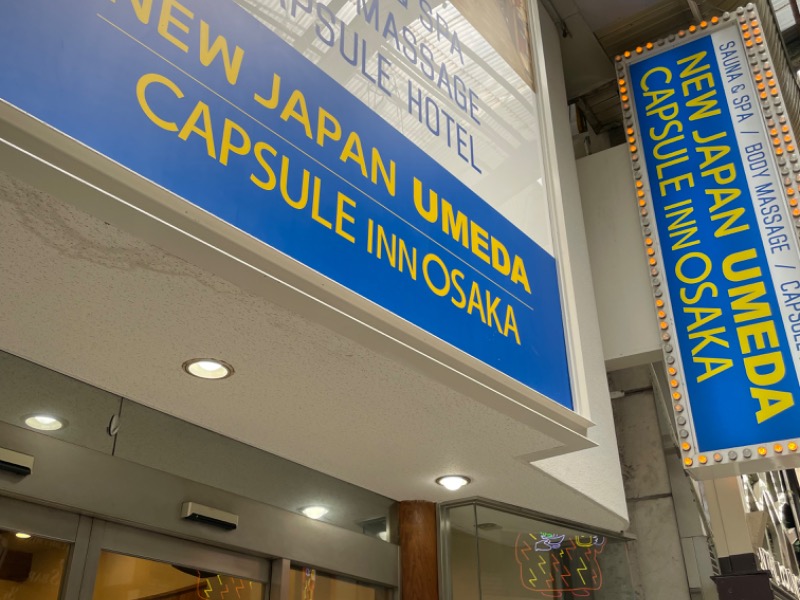 & SPA
MASSAGE
CAPSULE HOTEL
NEW JAPAN UMEDA
CAPSULE INN OSAKA
SAUNA & SPA / BODY MASSAGE / CAPSULE
NEW JAPAN UMEDA
CAPSULE INN OSAKA